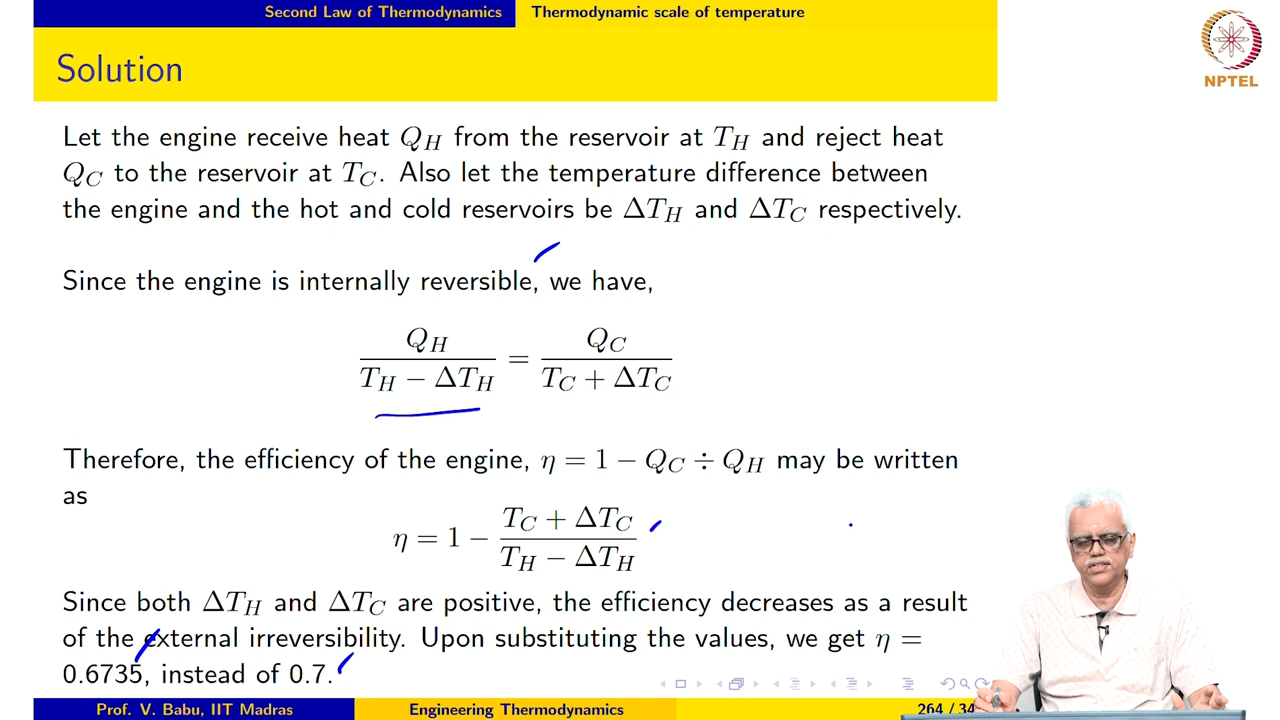 Second Law of Thermodynamics Thermodynamic scale of temperature
NPTEL
Solution
Let the engine receive heat Q_H from the reservoir at T_H and reject heat
Q_C to the reservoir at T_C. Also let the temperature difference between
the engine and the hot and cold reservoirs be ΔT_H and ΔT_C respectively.
Since the engine is internally reversible, we have,
Q_H / (T_H − ΔT_H) = Q_C / (T_C + ΔT_C)
Therefore, the efficiency of the engine, η = 1 − Q_C ÷ Q_H may be written
as
η = 1 − (T_C + ΔT_C) / (T_H − ΔT_H)
Since both ΔT_H and ΔT_C are positive, the efficiency decreases as a result
of the external irreversibility. Upon substituting the values, we get η =
0.6735, instead of 0.7.
Prof. V. Babu, IIT Madras Engineering Thermodynamics 264 / 34